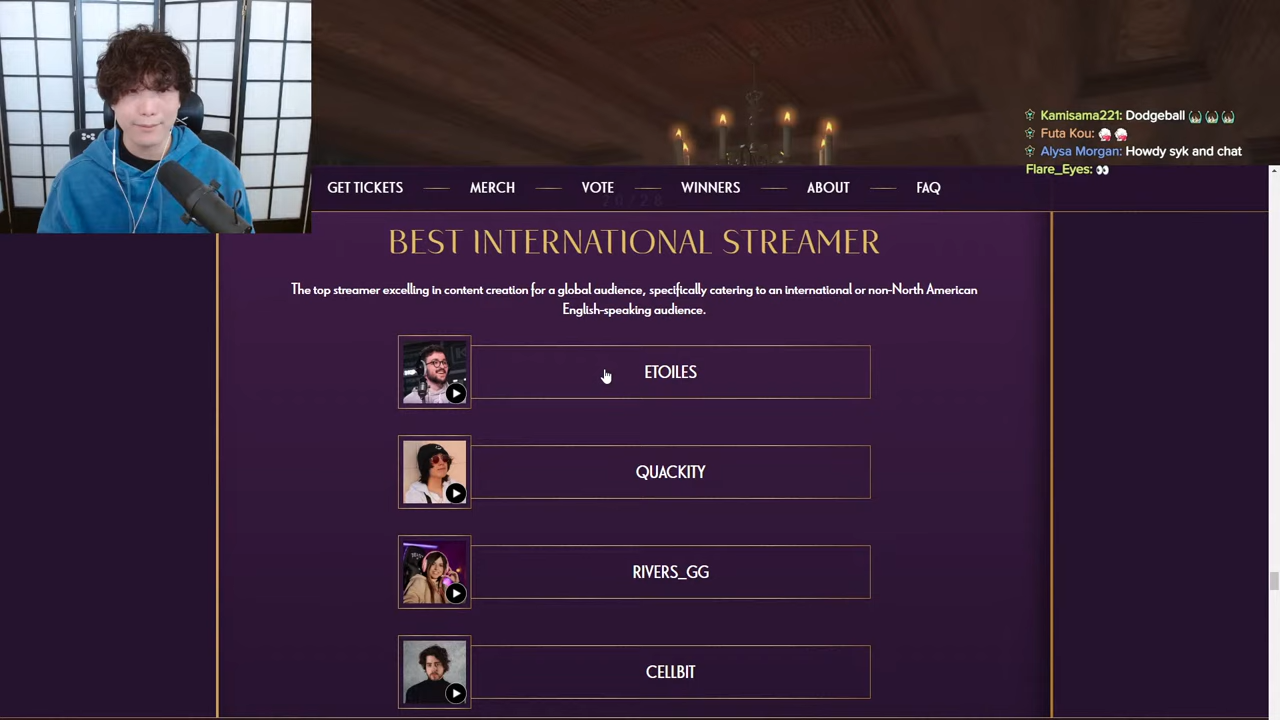 Kamisama221: Dodgeball
Futa Kou:
Alysa Morgan: Howdy syk and chat
Flare_Eyes:
GET TICKETS
MERCH
VOTE
WINNERS
ABOUT
FAQ
20/28
BEST INTERNATIONAL STREAMER
The top streamer excelling in content creation for a global audience, specifically catering to an international or non-North American
English-speaking audience.
ETOILES
QUACKITY
RIVERS_GG
CELLBIT